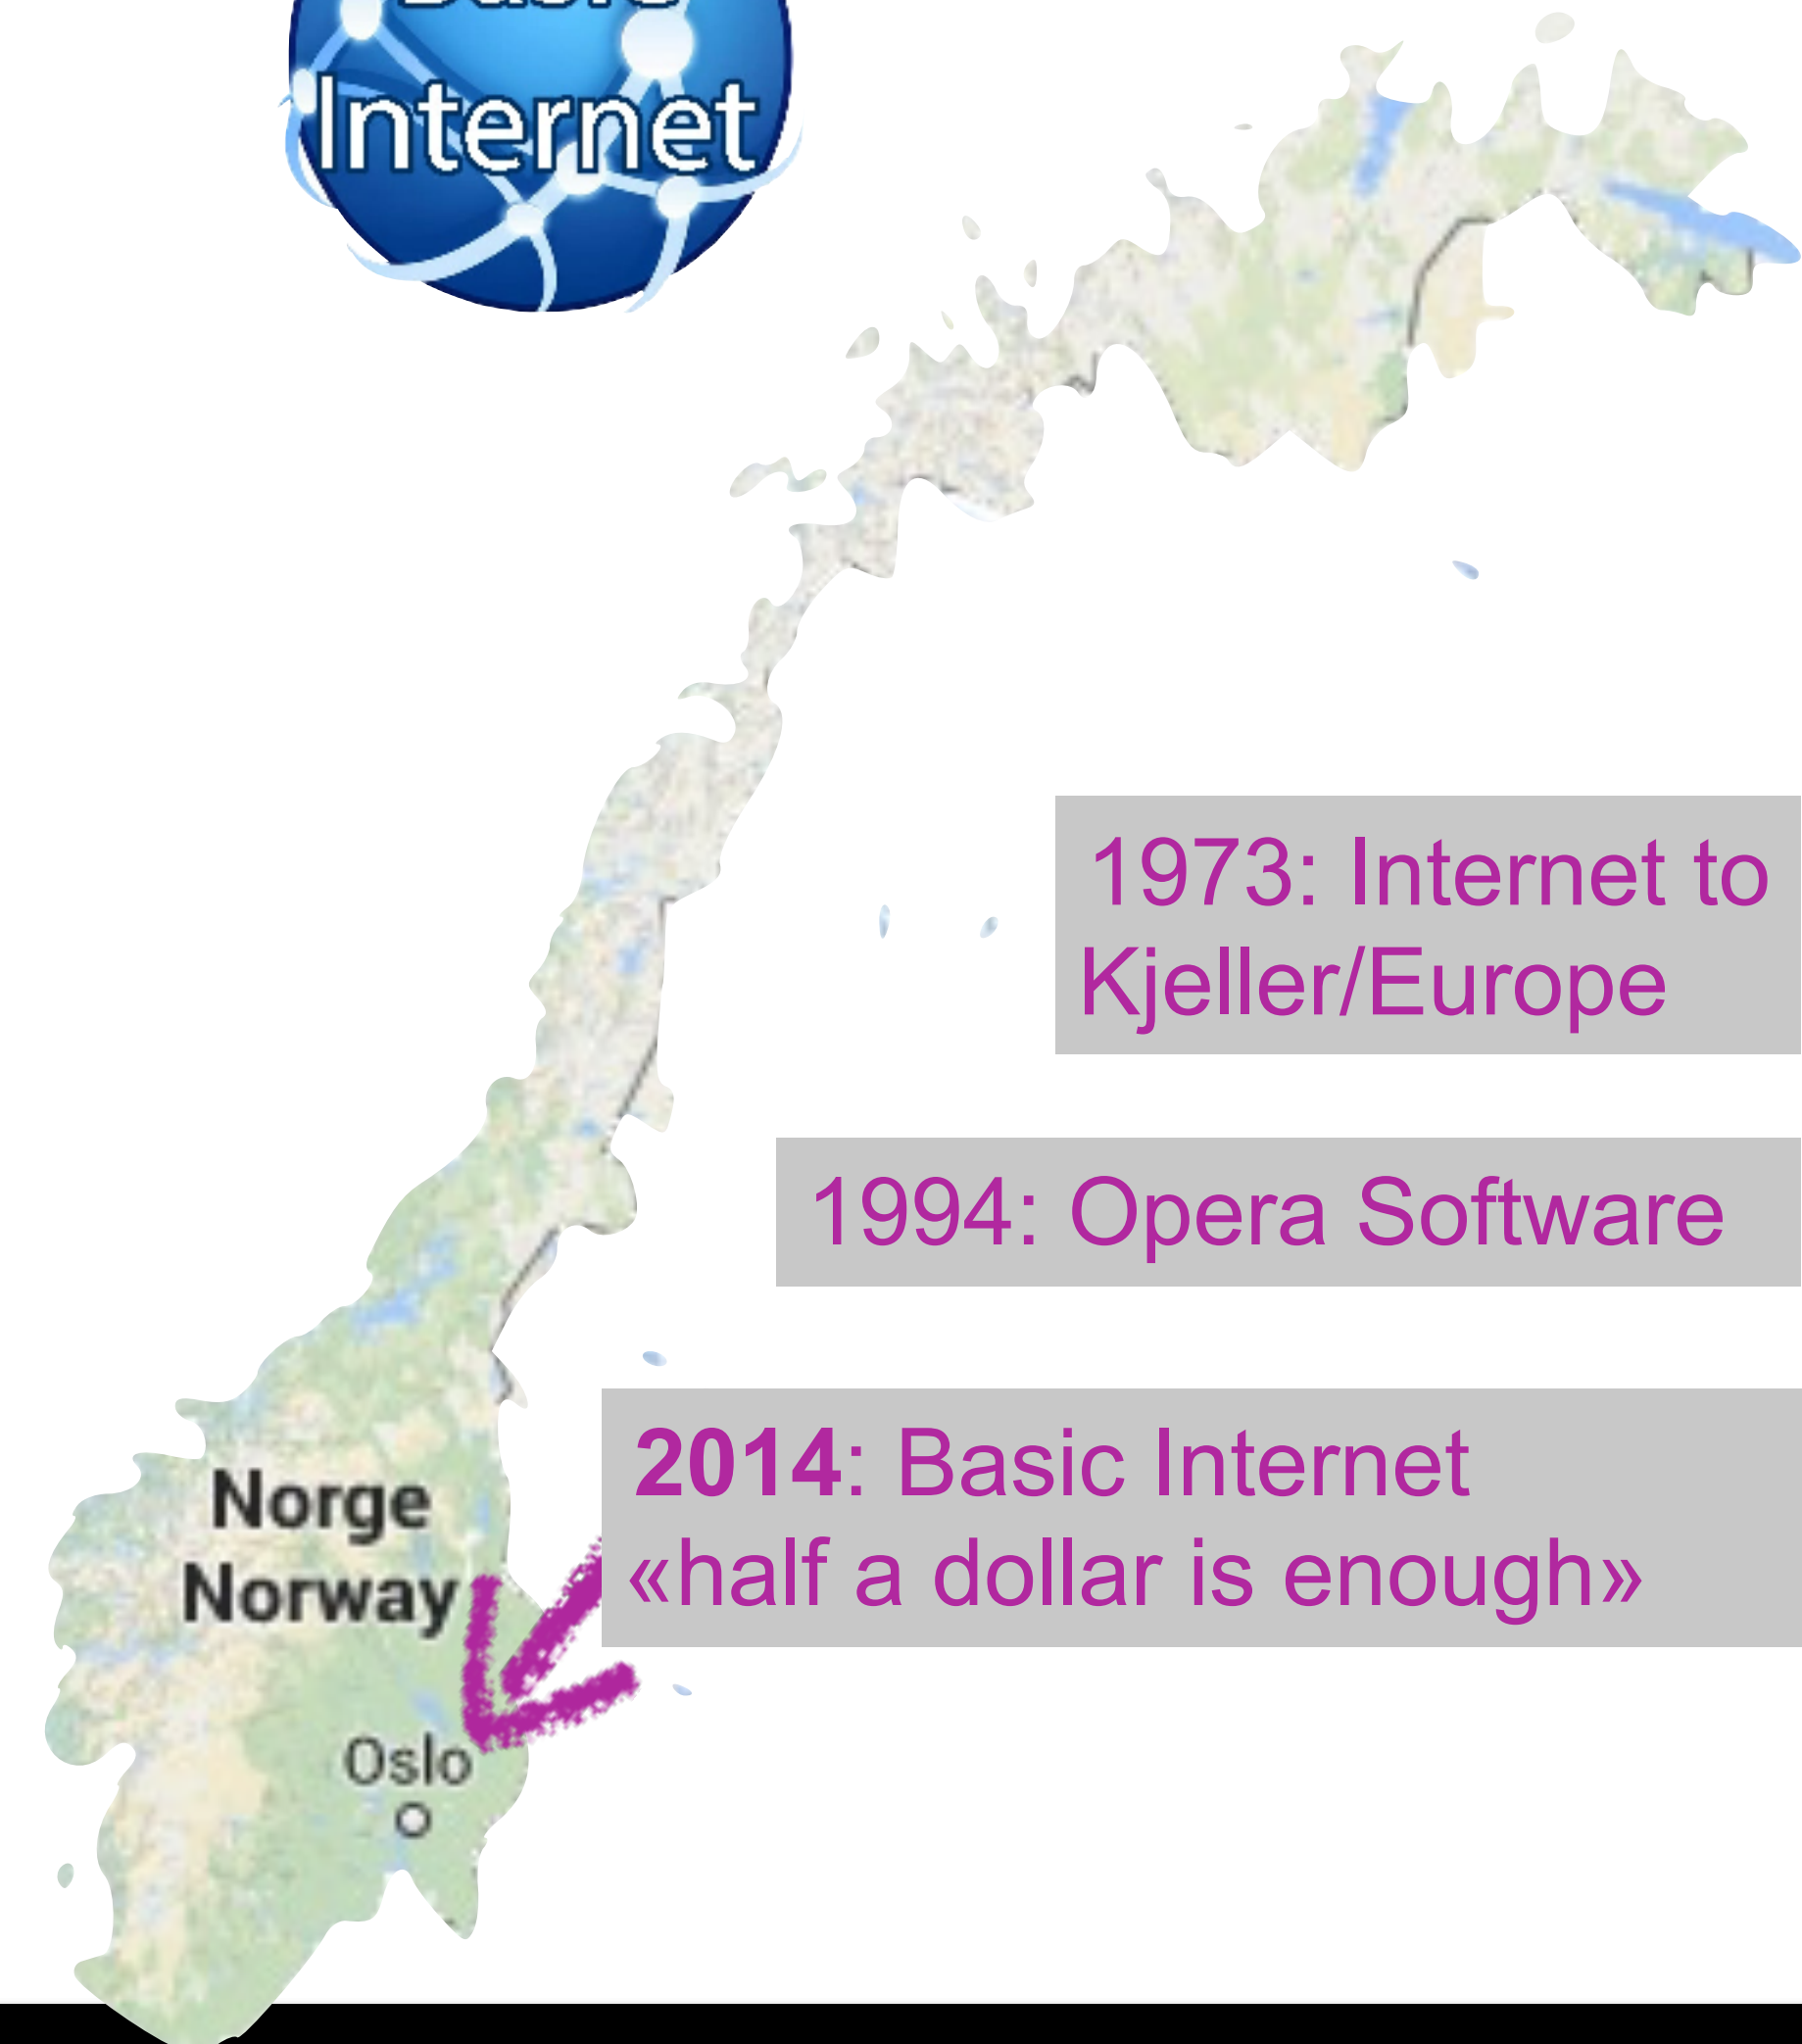 Internet
1973: Internet to
Kjeller/Europe
1994: Opera Software
2014: Basic Internet
«half a dollar is enough»
Norge
Norway
Oslo